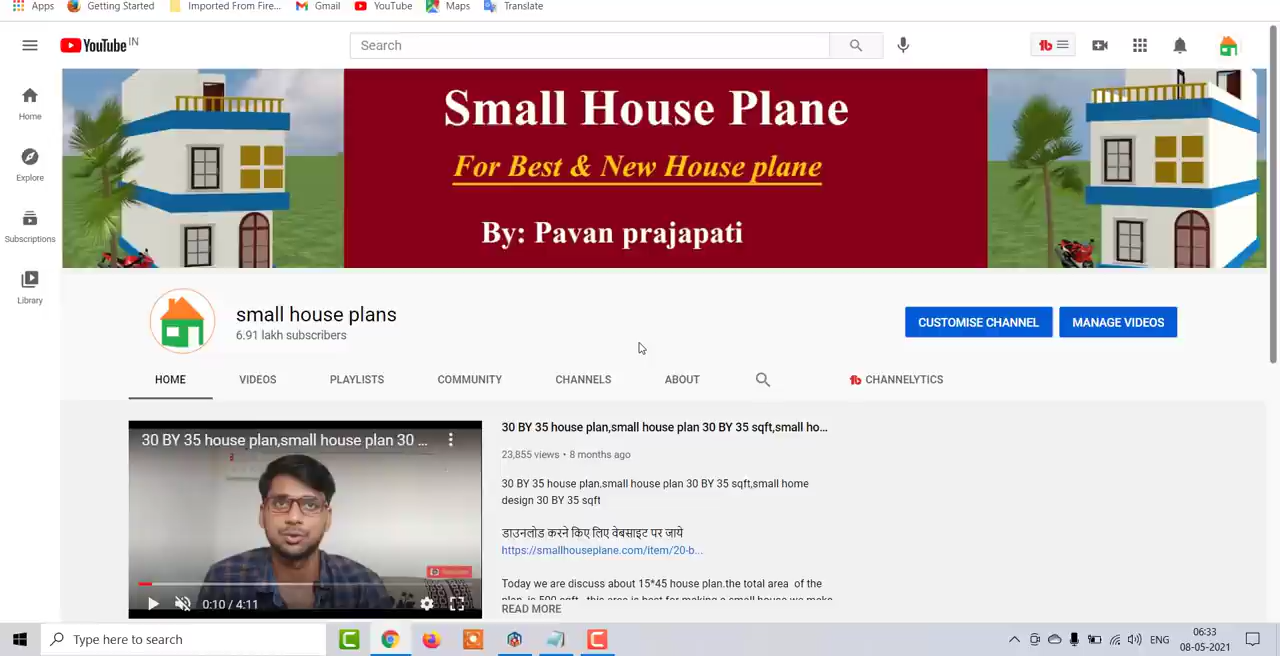 Apps Getting Started Imported From Fire... Gmail YouTube Maps Translate
YouTube IN
Search
Small House Plane
For Best & New House plane
By: Pavan prajapati
Home
Explore
Subscriptions
Library
small house plans
6.91 lakh subscribers
CUSTOMISE CHANNEL MANAGE VIDEOS
HOME VIDEOS PLAYLISTS COMMUNITY CHANNELS ABOUT CHANNELYTICS
30 BY 35 house plan,small house plan 30 ...
0:10 / 4:11
30 BY 35 house plan,small house plan 30 BY 35 sqft,small ho...
23,855 views • 8 months ago
30 BY 35 house plan,small house plan 30 BY 35 sqft,small home
design 30 BY 35 sqft
डाउनलोड करने किए लिए वेबसाइट पर जाये
https://smallhouseplane.com/item/20-b...
Today we are discuss about 15*45 house plan.the total area of the
READ MORE
Type here to search
ENG
06:33
08-05-2021